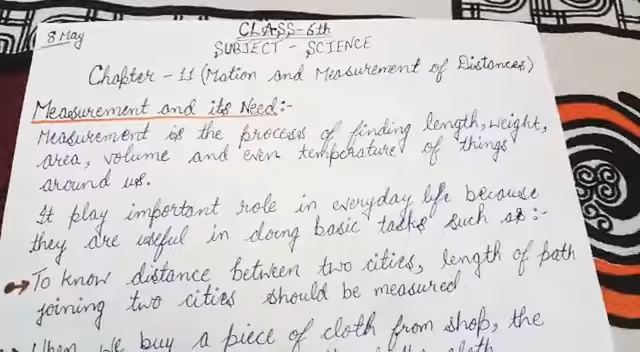 8 May
CLASS-6th
SUBJECT - SCIENCE
Chapter - 11 (Motion and Measurement of Distances)
Measurement and its Need:-
Measurement is the process of finding length, weight,
area, volume and even temperature of things
around us.
It play important role in everyday life because
they are useful in doing basic tasks such as:-
To know distance between two cities, length of path
joining two cities should be measured
When we buy a piece of cloth from shop, the
cloth